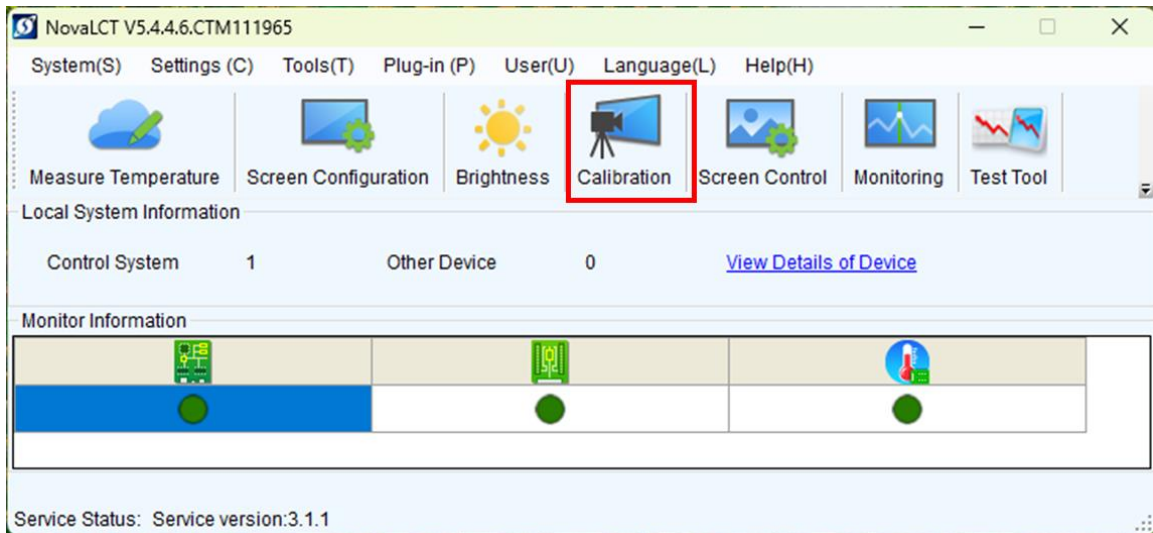 NovaLCT V5.4.4.6.CTM111965
System(S) Settings (C) Tools(T) Plug-in (P) User(U) Language(L) Help(H)
Measure Temperature Screen Configuration Brightness Calibration Screen Control Monitoring Test Tool
Local System Information
Control System 1 Other Device 0 View Details of Device
Monitor Information
Service Status: Service version:3.1.1